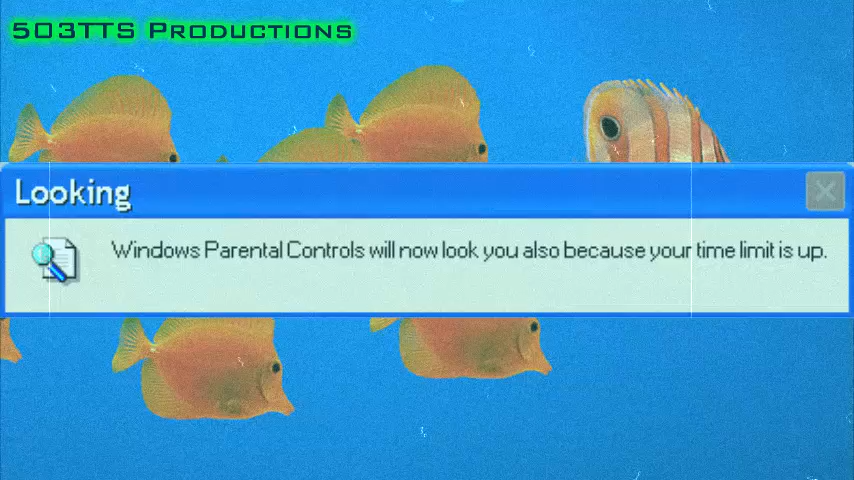 503TTS Productions
Looking
Windows Parental Controls will now look you also because your time limit is up.